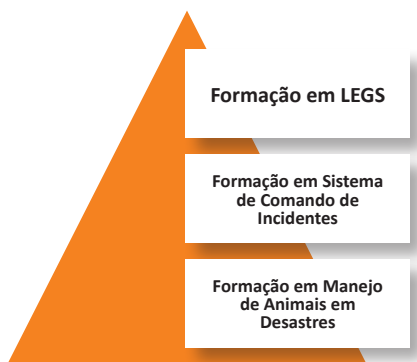 Formação em LEGS
Formação em Sistema
de Comando de
Incidentes
Formação em Manejo
de Animais em
Desastres